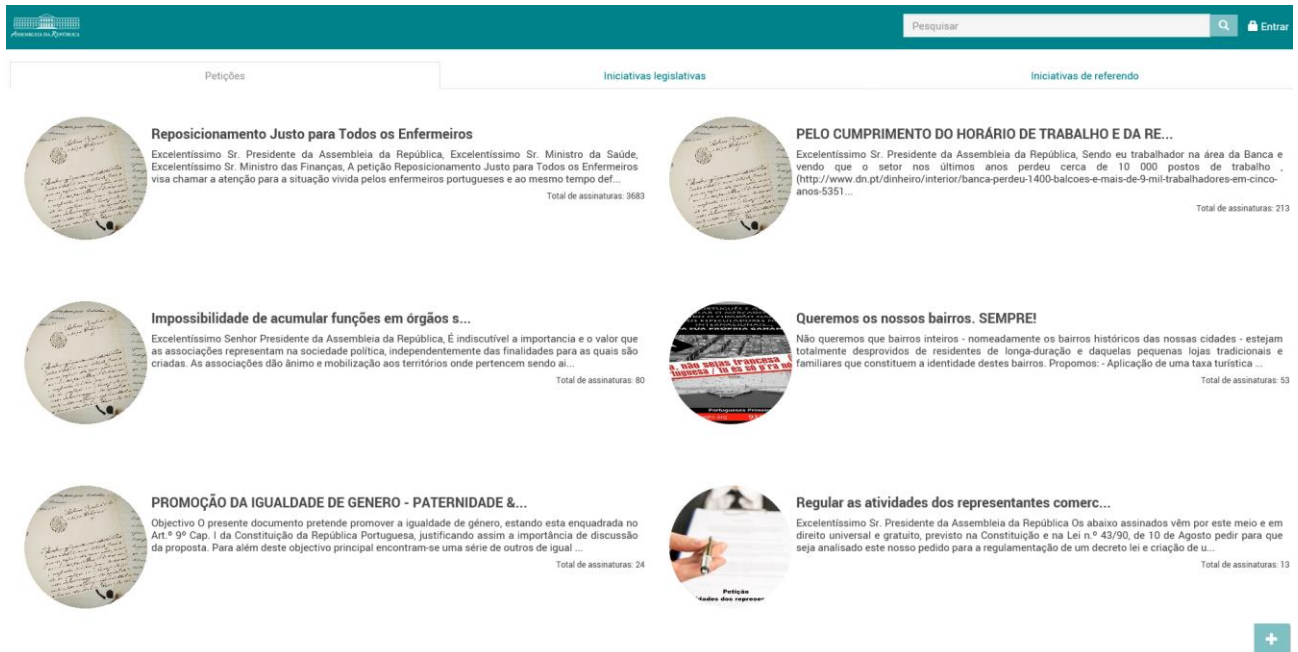 ASSEMBLEIA DA REPÚBLICA
Pesquisar
Entrar
Petições
Iniciativas legislativas
Iniciativas de referendo
Reposicionamento Justo para Todos os Enfermeiros
Excelentíssimo Sr. Presidente da Assembleia da República, Excelentíssimo Sr. Ministro da Saúde,
Excelentíssimo Sr. Ministro das Finanças, A petição Reposicionamento Justo para Todos os Enfermeiros
visa chamar a atenção para a situação vivida pelos enfermeiros portugueses e ao mesmo tempo def...
Total de assinaturas: 3683
PELO CUMPRIMENTO DO HORÁRIO DE TRABALHO E DA RE...
Excelentíssimo Sr. Presidente da Assembleia da República, Sendo eu trabalhador na área da Banca e
vendo que o setor nos últimos anos perdeu cerca de 10 000 postos de trabalho ,
(http://www.dn.pt/dinheiro/interior/banca-perdeu-1400-balcoes-e-mais-de-9-mil-trabalhadores-em-cinco-
anos-5351...
Total de assinaturas: 213
Impossibilidade de acumular funções em órgãos s...
Excelentíssimo Senhor Presidente da Assembleia da República, É indiscutível a importancia e o valor que
as associações representam na sociedade política, independentemente das finalidades para as quais são
criadas. As associações dão ânimo e mobilização aos territórios onde pertencem sendo ai...
Total de assinaturas: 80
Queremos os nossos bairros. SEMPRE!
Não queremos que bairros inteiros - nomeadamente os bairros históricos das nossas cidades - estejam
totalmente desprovidos de residentes de longa-duração e daquelas pequenas lojas tradicionais e
familiares que constituem a identidade destes bairros. Propomos: - Aplicação de uma taxa turística ...
Total de assinaturas: 53
PROMOÇÃO DA IGUALDADE DE GENERO - PATERNIDADE &...
Objectivo O presente documento pretende promover a igualdade de género, estando esta enquadrada no
Art.º 9º Cap. I da Constituição da República Portuguesa, justificando assim a importância de discussão
da proposta. Para além deste objectivo principal encontram-se uma série de outros de igual ...
Total de assinaturas: 24
Petição
Regular as atividades dos representantes comerc...
Excelentíssimo Sr. Presidente da Assembleia da República Os abaixo assinados vêm por este meio e em
direito universal e gratuito, previsto na Constituição e na Lei n.º 43/90, de 10 de Agosto pedir para que
seja analisado este nosso pedido para a regulamentação de um decreto lei e criação de u...
Total de assinaturas: 13